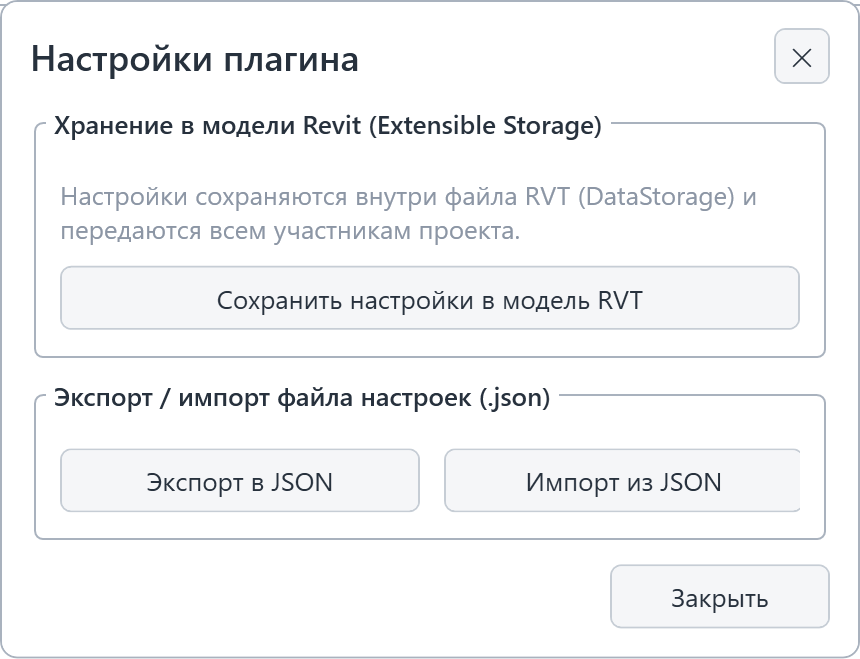 Настройки плагина
Хранение в модели Revit (Extensible Storage)
Настройки сохраняются внутри файла RVT (DataStorage) и
передаются всем участникам проекта.
Сохранить настройки в модель RVT
Экспорт / импорт файла настроек (.json)
Экспорт в JSON
Импорт из JSON
Закрыть